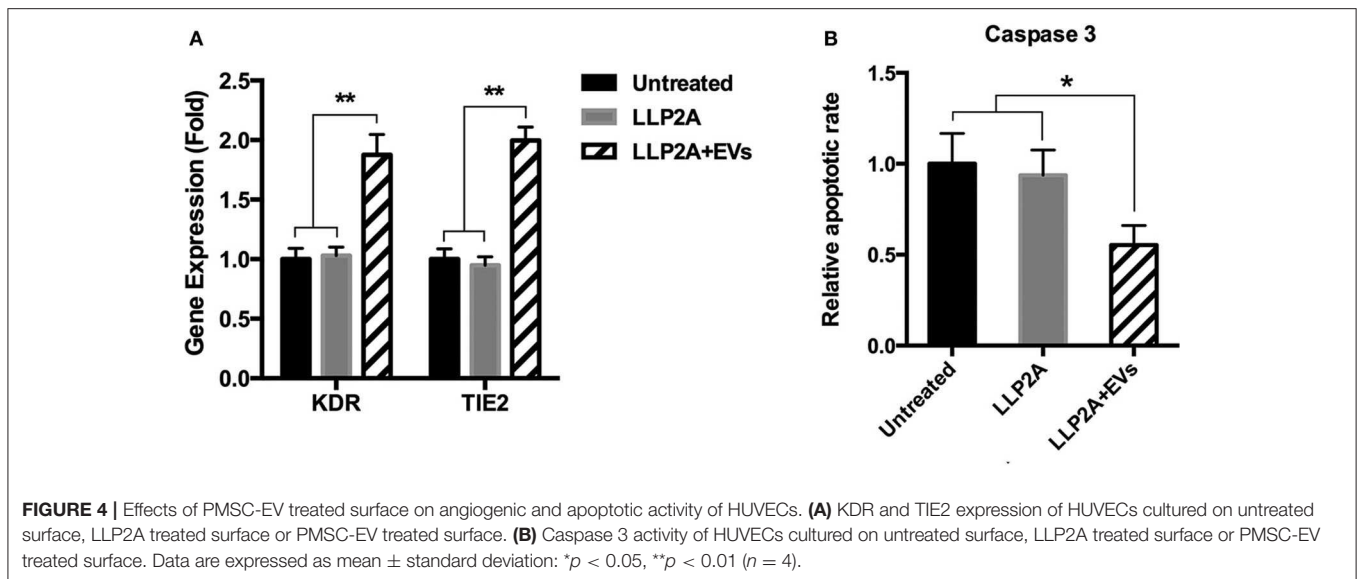 A
Gene Expression (Fold)
2.5
2.0
1.5
1.0
0.5
0.0
**
**
KDR
TIE2
Untreated
LLP2A
LLP2A+EVs
B
Caspase 3
Relative apoptotic rate
1.5
1.0
0.5
0.0
*
Untreated
LLP2A
LLP2A+EVs
FIGURE 4 | Effects of PMSC-EV treated surface on angiogenic and apoptotic activity of HUVECs. (A) KDR and TIE2 expression of HUVECs cultured on untreated
surface, LLP2A treated surface or PMSC-EV treated surface. (B) Caspase 3 activity of HUVECs cultured on untreated surface, LLP2A treated surface or PMSC-EV
treated surface. Data are expressed as mean ± standard deviation: *p < 0.05, **p < 0.01 (n = 4).